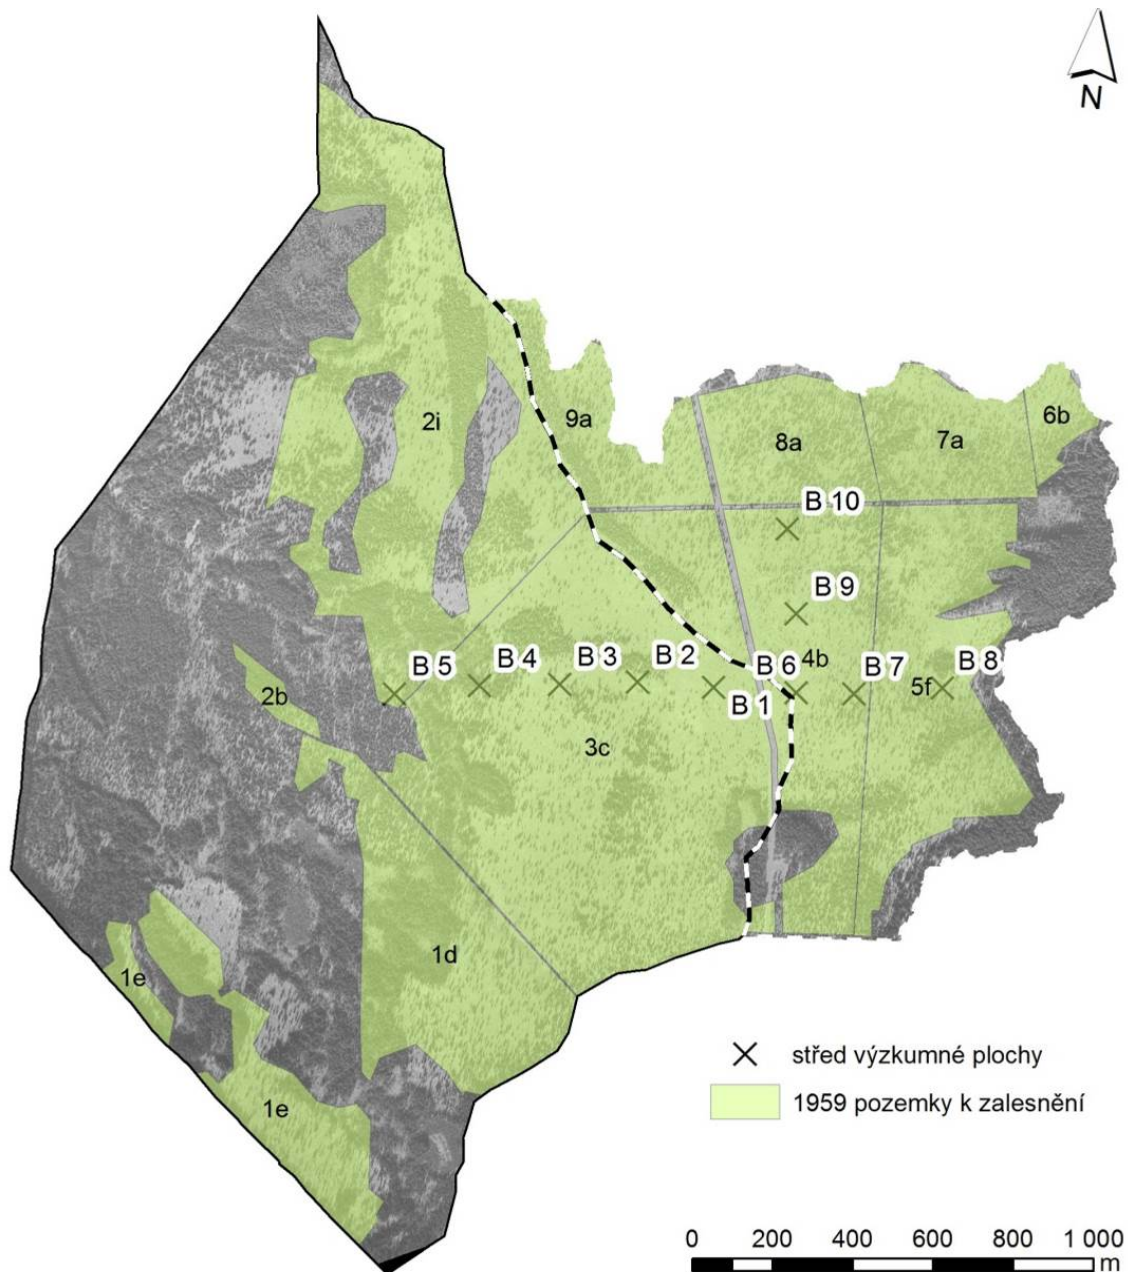 N
2i
9a
8a
7a
6b
B 10
B 9
B 5
B 4
B 3
B 2
B 6
4b
B 7
5f
B 8
2b
B 1
3c
1d
1e
1e
střed výzkumné plochy
1959 pozemky k zalesnění
0 200 400 600 800 1 000
m